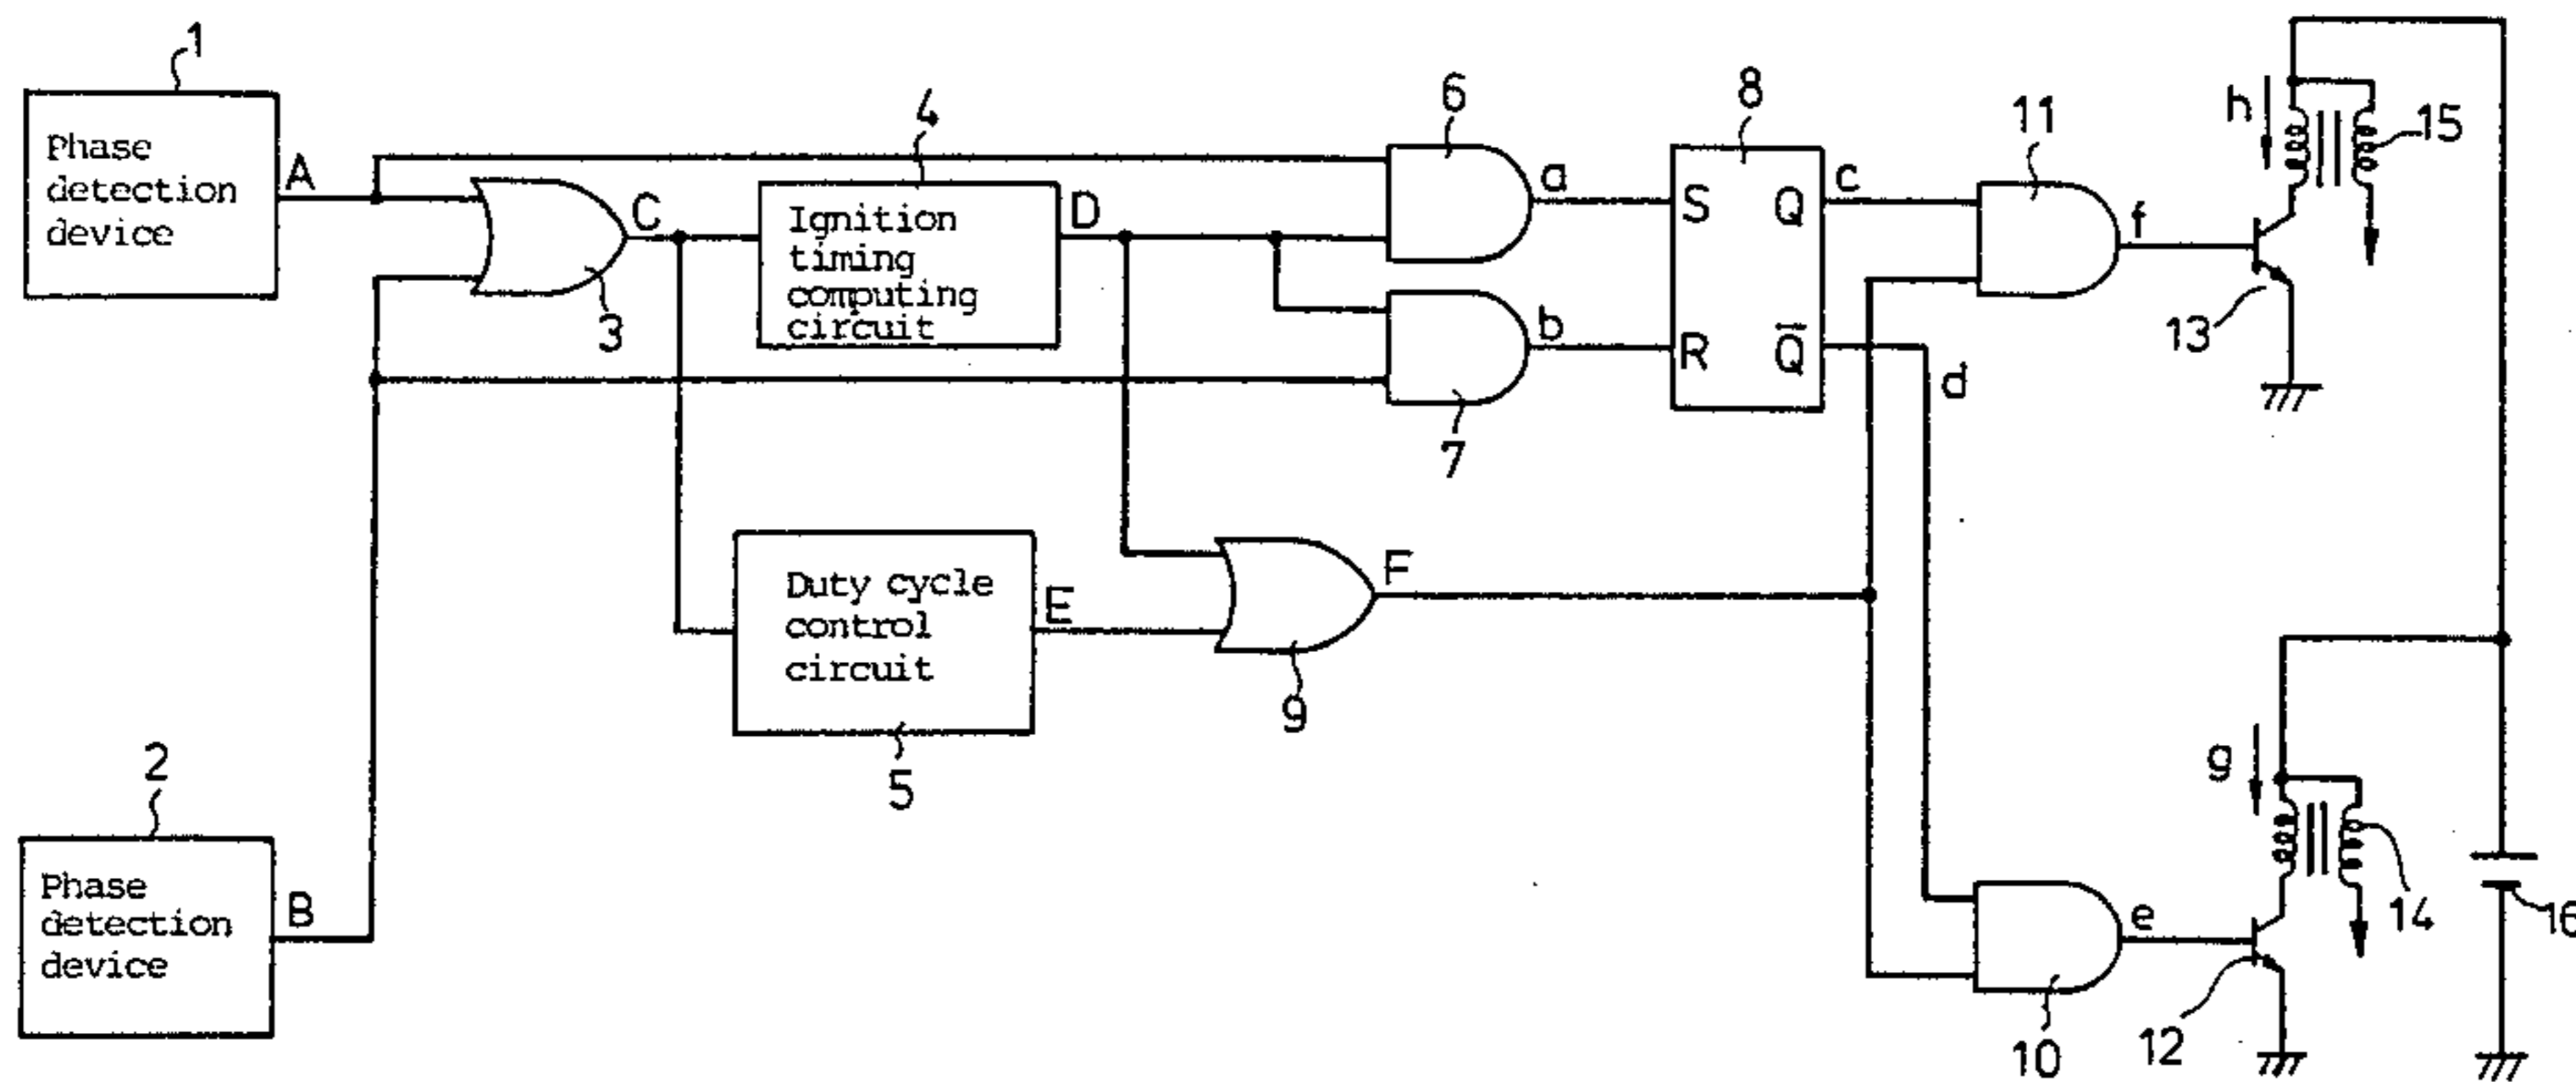 1
Phase
detection
device
A
3
C
4
Ignition
timing
computing
circuit
D
6
a
7
b
8
S
Q
R
Q̅
c
d
11
f
h
15
13
5
Duty cycle
control
circuit
E
9
F
2
Phase
detection
device
B
10
e
g
14
12
16